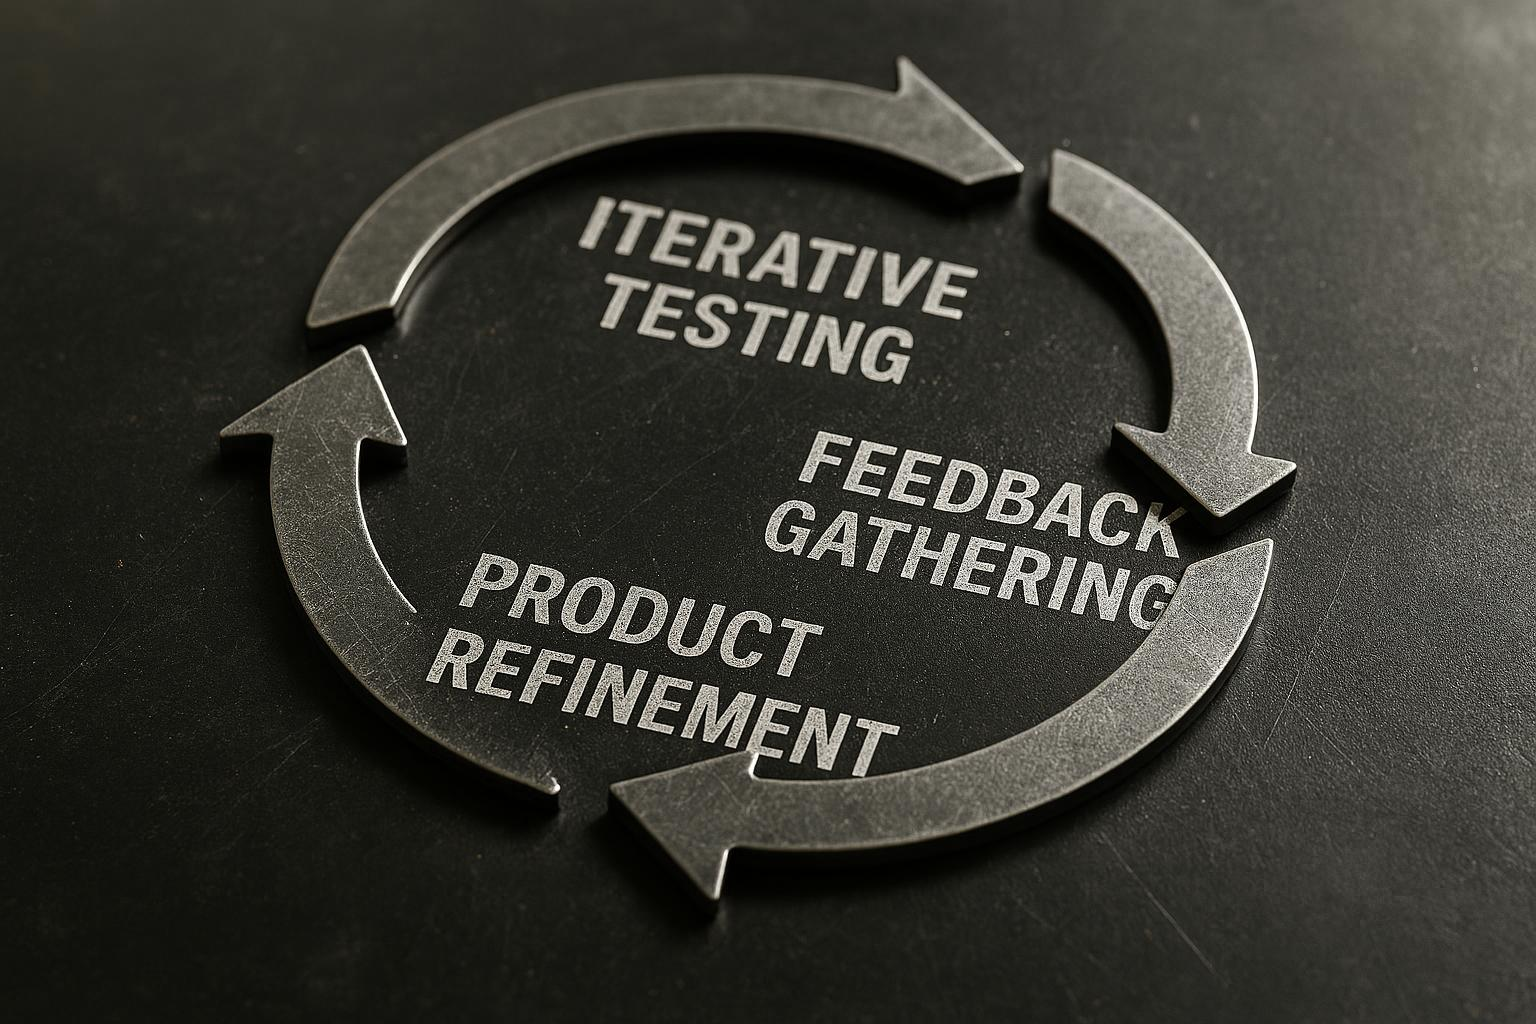 ITERATIVE
TESTING
FEEDBACK
GATHERING
PRODUCT
REFINEMENT